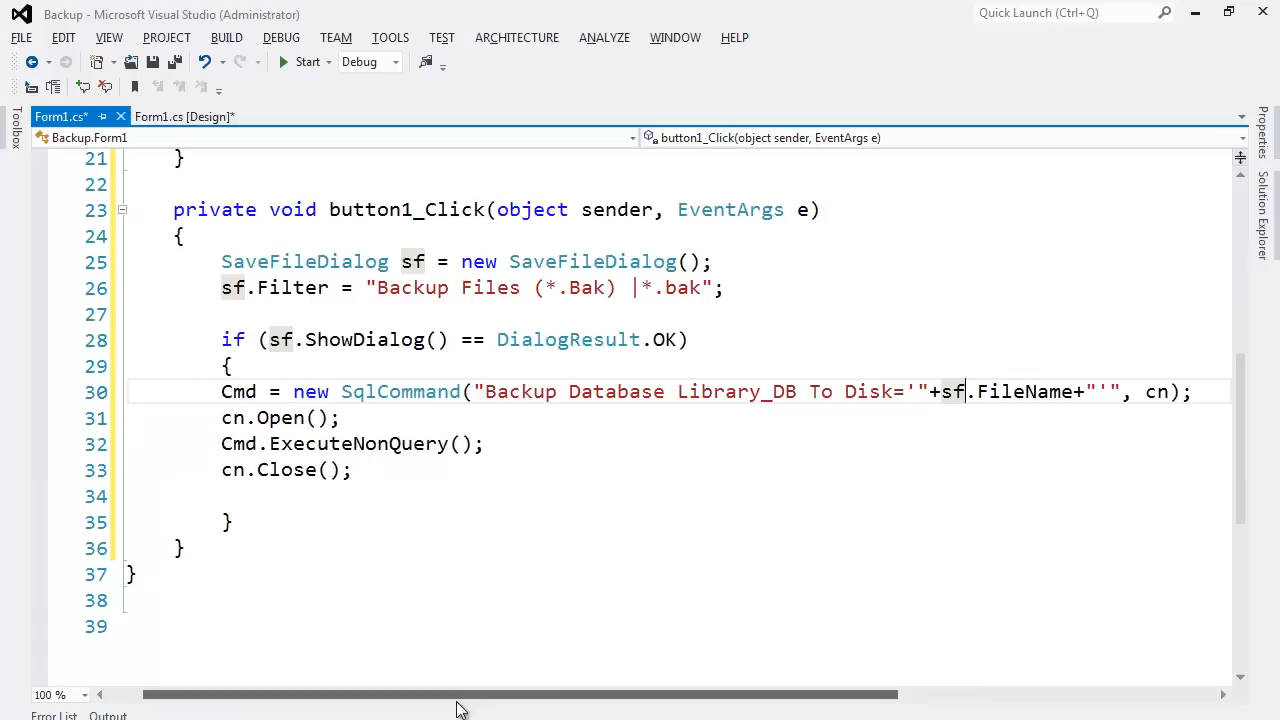 Backup - Microsoft Visual Studio (Administrator)
Quick Launch (Ctrl+Q)
FILE EDIT VIEW PROJECT BUILD DEBUG TEAM TOOLS TEST ARCHITECTURE ANALYZE WINDOW HELP
Start Debug
Form1.cs* Form1.cs [Design]*
Backup.Form1 button1_Click(object sender, EventArgs e)
Toolbox
Properties
Solution Explorer
21 }
22
23 private void button1_Click(object sender, EventArgs e)
24 {
25 SaveFileDialog sf = new SaveFileDialog();
26 sf.Filter = "Backup Files (*.Bak) |*.bak";
27
28 if (sf.ShowDialog() == DialogResult.OK)
29 {
30 Cmd = new SqlCommand("Backup Database Library_DB To Disk='"+sf.FileName+"'", cn);
31 cn.Open();
32 Cmd.ExecuteNonQuery();
33 cn.Close();
34
35 }
36 }
37 }
38
39
100 %
Error List Output